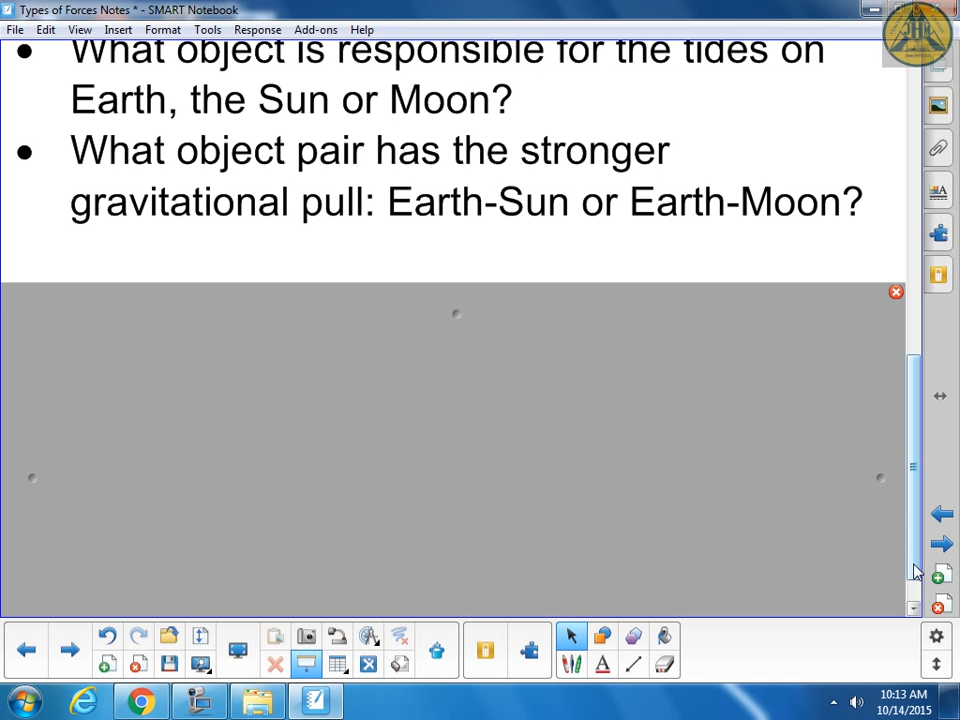 Types of Forces Notes * - SMART Notebook
File Edit View Insert Format Tools Response Add-ons Help
• What object is responsible for the tides on
Earth, the Sun or Moon?
• What object pair has the stronger
gravitational pull: Earth-Sun or Earth-Moon?
10:13 AM
10/14/2015